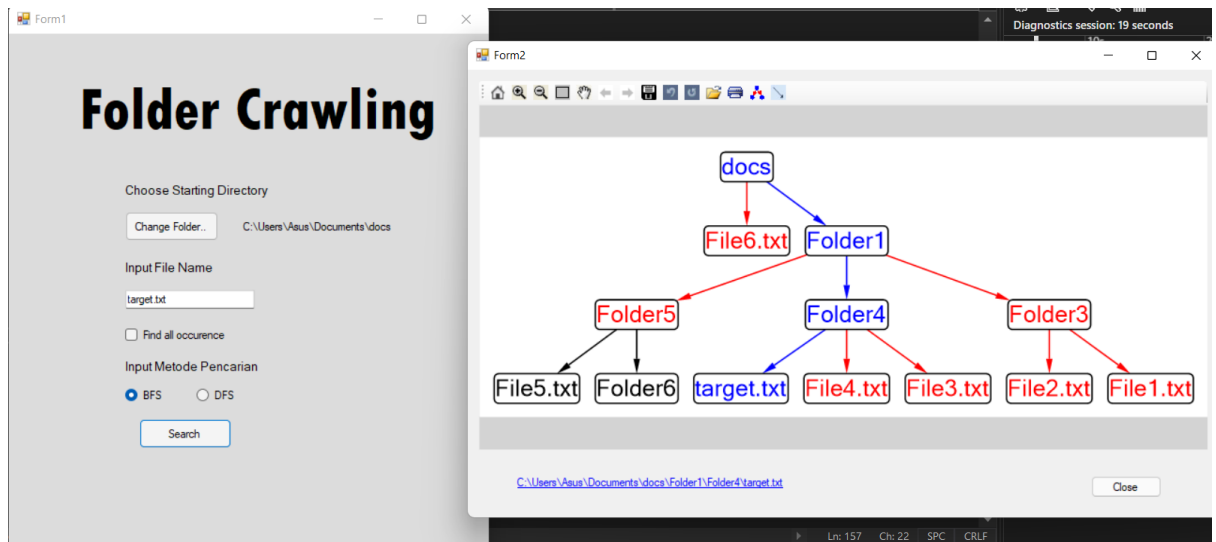 Form1
Folder Crawling
Choose Starting Directory
Change Folder..
C:\Users\Asus\Documents\docs
Input File Name
target.txt
Find all occurence
Input Metode Pencarian
BFS
DFS
Search
Diagnostics session: 19 seconds
Form2
docs
File6.txt
Folder1
Folder5
Folder4
Folder3
File5.txt
Folder6
target.txt
File4.txt
File3.txt
File2.txt
File1.txt
C:\Users\Asus\Documents\docs\Folder1\Folder4\target.txt
Close
Ln: 157 Ch: 22 SPC CRLF